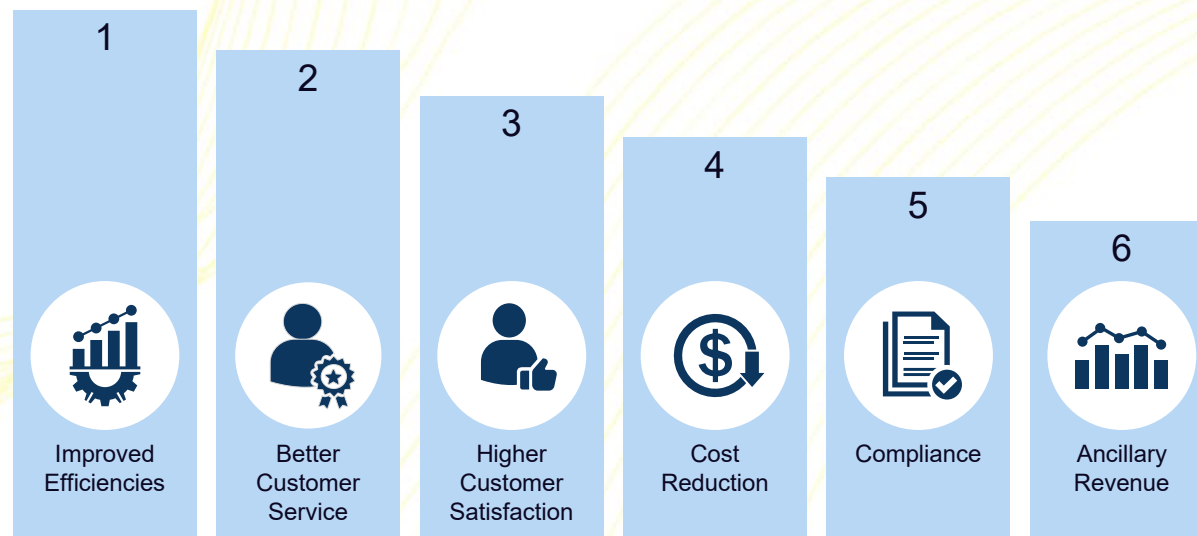 1
Improved
Efficiencies
2
Better
Customer
Service
3
Higher
Customer
Satisfaction
4
Cost
Reduction
5
Compliance
6
Ancillary
Revenue